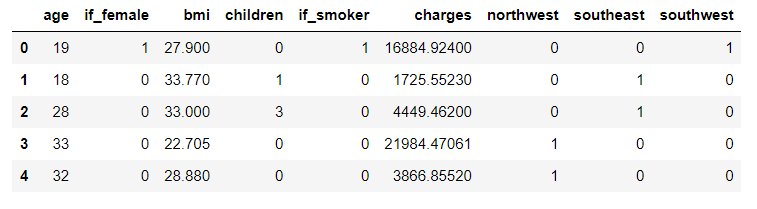 age if_female bmi children if_smoker charges northwest southeast southwest
0 19 1 27.900 0 1 16884.92400 0 0 1
1 18 0 33.770 1 0 1725.55230 0 1 0
2 28 0 33.000 3 0 4449.46200 0 1 0
3 33 0 22.705 0 0 21984.47061 1 0 0
4 32 0 28.880 0 0 3866.85520 1 0 0